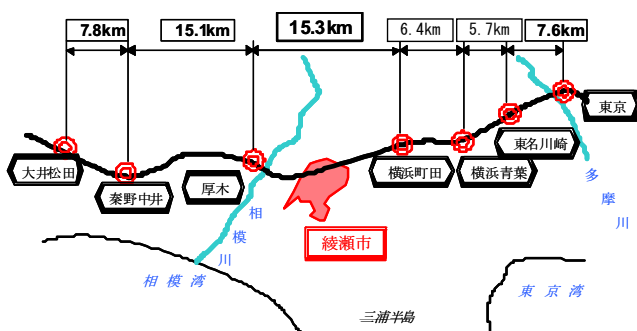 7.8km
15.1km
15.3km
6.4km
5.7km
7.6km
東京
東名川崎
大井松田
秦野中井
厚木
横浜町田
横浜青葉
相模川
多摩川
綾瀬市
相模湾
東京湾
三浦半島